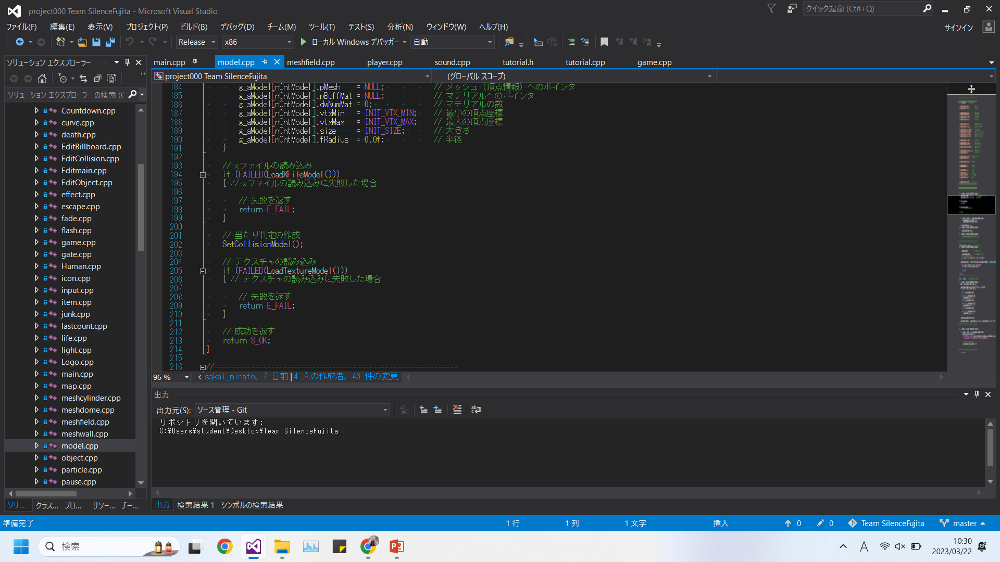 project000 Team SilenceFujita - Microsoft Visual Studio
クイック起動 (Ctrl+Q)
ファイル(F) 編集(E) 表示(V) プロジェクト(P) ビルド(B) デバッグ(D) チーム(M) ツール(T) テスト(S) 分析(N) ウィンドウ(W) ヘルプ(H)
サインイン
Release x86 ローカル Windows デバッガー 自動
ソリューション エクスプローラー
ソリューション エクスプローラー の検索 (C
Countdown.cpp
curve.cpp
death.cpp
EditBillboard.cpp
EditCollision.cpp
Editmain.cpp
EditObject.cpp
effect.cpp
escape.cpp
fade.cpp
flash.cpp
game.cpp
gate.cpp
Human.cpp
icon.cpp
input.cpp
item.cpp
junk.cpp
lastcount.cpp
life.cpp
light.cpp
Logo.cpp
main.cpp
map.cpp
meshcylinder.cpp
meshdome.cpp
meshfield.cpp
meshwall.cpp
model.cpp
object.cpp
particle.cpp
pause.cpp
ソリ... クラス... プロ... リソー... チー...
main.cpp model.cpp meshfield.cpp player.cpp sound.cpp tutorial.h tutorial.cpp game.cpp
project000 Team SilenceFujita (グローバル スコープ)
184 g_aModel[nCntModel].pMesh = NULL; // メッシュ (頂点情報) へのポインタ
185 g_aModel[nCntModel].pBuffMat = NULL; // マテリアルへのポインタ
186 g_aModel[nCntModel].dwNumMat = 0; // マテリアルの数
187 g_aModel[nCntModel].vtxMin = INIT_VTX_MIN; // 最小の頂点座標
188 g_aModel[nCntModel].vtxMax = INIT_VTX_MAX; // 最大の頂点座標
189 g_aModel[nCntModel].size = INIT_SIZE; // 大きさ
190 g_aModel[nCntModel].fRadius = 0.0f; // 半径
191 }
192
193 // xファイルの読み込み
194 if (FAILED(LoadXFileModel()))
195 { // xファイルの読み込みに失敗した場合
196
197 // 失敗を返す
198 return E_FAIL;
199 }
200
201 // 当たり判定の作成
202 SetCollisionModel();
203
204 // テクスチャの読み込み
205 if (FAILED(LoadTextureModel()))
206 { // テクスチャの読み込みに失敗した場合
207
208 // 失敗を返す
209 return E_FAIL;
210 }
211
212 // 成功を返す
213 return S_OK;
214 }
215
216 //============================================================
96 % sakai_minato、7 日前 | 4 人の作成者、46 件の変更
出力
出力元(S): ソース管理 - Git
リポジトリを開いています:
C:¥Users¥student¥Desktop¥Team SilenceFujita
出力 検索結果 1 シンボルの検索結果
準備完了 1 行 1 列 1 文字 挿入 0 0 Team SilenceFujita master
検索
A
10:30
2023/03/22